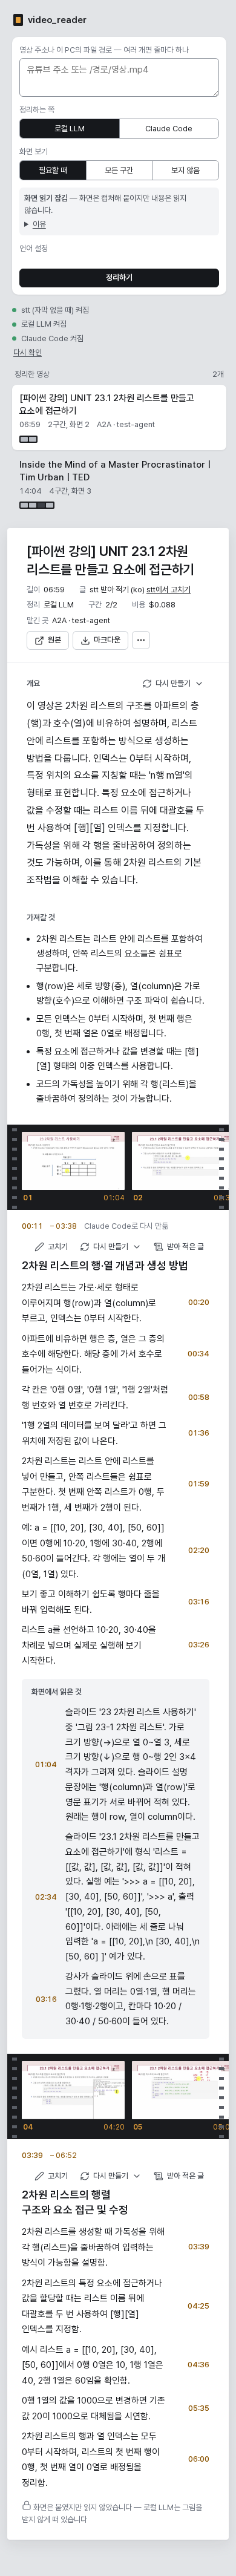 video_reader
영상 주소나 이 PC의 파일 경로 — 여러 개면 줄마다 하나
유튜브 주소 또는 /경로/영상.mp4
정리하는 쪽
로컬 LLM
Claude Code
화면 보기
필요할 때
모든 구간
보지 않음
화면 읽기 잠김 — 화면은 컵처해 붙이지만 내용은 읽지
않습니다.
▶ 이유
언어 설정
정리하기
stt (자막 없을 때) 켜짐
로컬 LLM 켜짐
Claude Code 켜짐
다시 확인
정리한 영상
2개
[파이썬 강의] UNIT 23.1 2차원 리스트를 만들고
요소에 접근하기
06:59 2구간, 화면 2 A2A · test-agent
Inside the Mind of a Master Procrastinator |
Tim Urban | TED
14:04 4구간, 화면 3
[파이썬 강의] UNIT 23.1 2차원
리스트를 만들고 요소에 접근하기
길이 06:59 글 stt 받아 적기 (ko) stt에서 고치기
정리 로컬 LLM 구간 2/2 비용 $0.088
맡긴 곳 A2A · test-agent
원본
마크다운
개요
다시 만들기
이 영상은 2차원 리스트의 구조를 아파트의 층
(행)과 호수(열)에 비유하여 설명하며, 리스트
안에 리스트를 포함하는 방식으로 생성하는
방법을 다룹니다. 인덱스는 0부터 시작하며,
특정 위치의 요소를 지칭할 때는 'n행 m열'의
형태로 표현합니다. 특정 요소에 접근하거나
값을 수정할 때는 리스트 이름 뒤에 대괄호를 두
번 사용하여 [행][열] 인덱스를 지정합니다.
가독성을 위해 각 행을 줄바꿈하여 정의하는
것도 가능하며, 이를 통해 2차원 리스트의 기본
조작법을 이해할 수 있습니다.
가져갈 것
2차원 리스트는 리스트 안에 리스트를 포함하여
생성하며, 안쪽 리스트의 요소들은 쉼표로
구분합니다.
행(row)은 세로 방향(층), 열(column)은 가로
방향(호수)으로 이해하면 구조 파악이 쉽습니다.
모든 인덱스는 0부터 시작하며, 첫 번째 행은
0행, 첫 번째 열은 0열로 배정됩니다.
특정 요소에 접근하거나 값을 변경할 때는 [행]
[열] 형태의 이중 인덱스를 사용합니다.
코드의 가독성을 높이기 위해 각 행(리스트)을
줄바꿈하여 정의하는 것이 가능합니다.
01 01:04
02
00:11 – 03:38 Claude Code로 다시 만듦
고치기
다시 만들기
받아 적은 글
2차원 리스트의 행·열 개념과 생성 방법
2차원 리스트는 가로·세로 형태로
이루어지며 행(row)과 열(column)로
부르고, 인덱스는 0부터 시작한다.
00:20
아파트에 비유하면 행은 층, 열은 그 층의
호수에 해당한다. 해당 층에 가서 호수로
들어가는 식이다.
00:34
각 칸은 '0행 0열', '0행 1열', '1행 2열'처럼
행 번호와 열 번호로 가리킨다.
00:58
'1행 2열의 데이터를 보여 달라'고 하면 그
위치에 저장된 값이 나온다.
01:36
2차원 리스트는 리스트 안에 리스트를
넣어 만들고, 안쪽 리스트들은 쉼표로
구분한다. 첫 번째 안쪽 리스트가 0행, 두
번째가 1행, 세 번째가 2행이 된다.
01:59
예: a = [[10, 20], [30, 40], [50, 60]]
이면 0행에 10·20, 1행에 30·40, 2행에
50·60이 들어간다. 각 행에는 열이 두 개
(0열, 1열) 있다.
02:20
보기 좋고 이해하기 쉽도록 행마다 줄을
바꿔 입력해도 된다.
03:16
리스트 a를 선언하고 10·20, 30·40을
차례로 넣으며 실제로 실행해 보기
시작한다.
03:26
화면에서 읽은 것
01:04
슬라이드 '23 2차원 리스트 사용하기'
중 '그림 23-1 2차원 리스트'. 가로
크기 방향(→)으로 열 0~열 3, 세로
크기 방향(↓)으로 행 0~행 2인 3×4
격자가 그려져 있다. 슬라이드 설명
문장에는 '행(column)과 열(row)'로
영문 표기가 서로 바뀌어 적혀 있다.
원래는 행이 row, 열이 column이다.
02:34
슬라이드 '23.1 2차원 리스트를 만들고
요소에 접근하기'에 형식 '리스트 =
[[값, 값], [값, 값], [값, 값]]'이 적혀
있다. 실행 예는 '>>> a = [[10, 20],
[30, 40], [50, 60]]', '>>> a', 출력
'[[10, 20], [30, 40], [50,
60]]'이다. 아래에는 세 줄로 나눠
입력한 'a = [[10, 20],\n [30, 40],\n
[50, 60] ]' 예가 있다.
03:16
강사가 슬라이드 위에 손으로 표를
그렸다. 열 머리는 0열·1열, 행 머리는
0행·1행·2행이고, 칸마다 10·20 /
30·40 / 50·60이 들어 있다.
04 04:20
05
03:39 – 06:52
고치기
다시 만들기
받아 적은 글
2차원 리스트의 행렬
구조와 요소 접근 및 수정
2차원 리스트를 생성할 때 가독성을 위해
각 행(리스트)을 줄바꿈하여 입력하는
방식이 가능함을 설명함.
03:39
2차원 리스트의 특정 요소에 접근하거나
값을 할당할 때는 리스트 이름 뒤에
대괄호를 두 번 사용하여 [행][열]
인덱스를 지정함.
04:25
예시 리스트 a = [[10, 20], [30, 40],
[50, 60]]에서 0행 0열은 10, 1행 1열은
40, 2행 1열은 60임을 확인함.
04:36
0행 1열의 값을 1000으로 변경하면 기존
값 20이 1000으로 대체됨을 시연함.
05:35
2차원 리스트의 행과 열 인덱스는 모두
0부터 시작하며, 리스트의 첫 번째 행이
0행, 첫 번째 열이 0열로 배정됨을
정리함.
06:00
화면은 붙였지만 읽지 않았습니다 — 로컬 LLM는 그림을
받지 않게 떠 있습니다